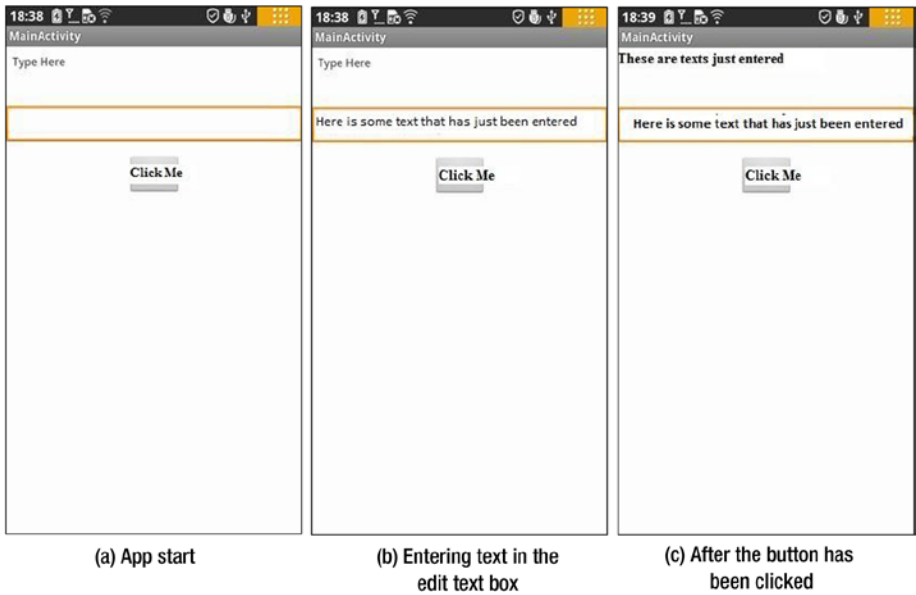 18:38
MainActivity
Type Here
Click Me
(a) App start
18:38
MainActivity
Type Here
Here is some text that has just been entered
Click Me
(b) Entering text in the
edit text box
18:39
MainActivity
These are texts just entered
Here is some text that has just been entered
Click Me
(c) After the button has
been clicked